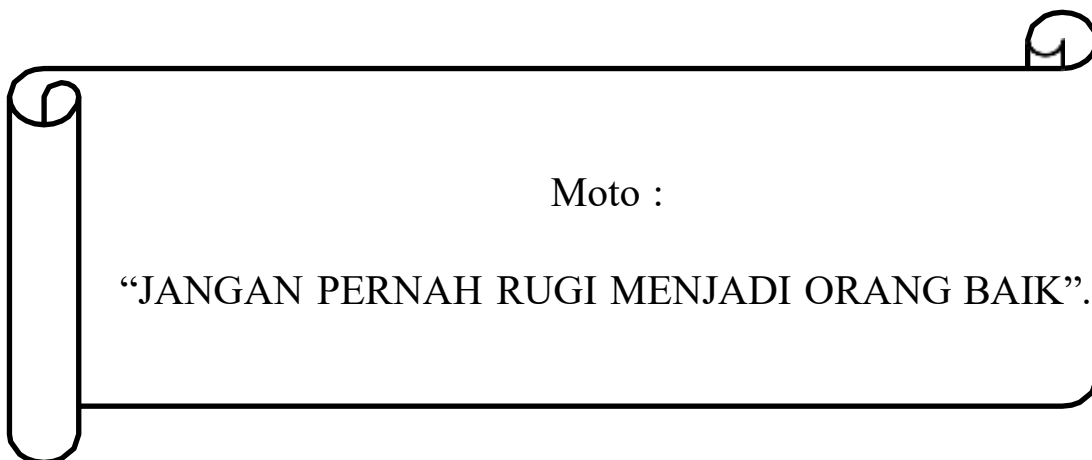 Moto :
“JANGAN PERNAH RUGI MENJADI ORANG BAIK”.